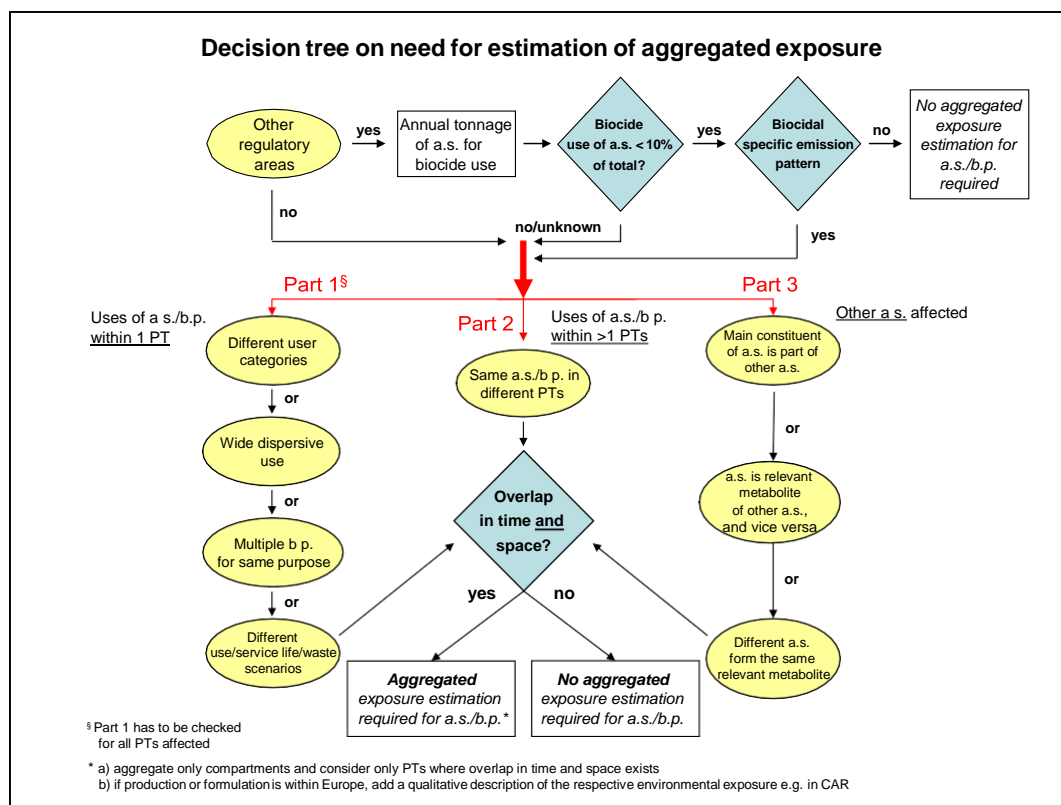 Decision tree on need for estimation of aggregated exposure
Other
regulatory
areas
yes
Annual tonnage
of a.s. for
biocide use
Biocide
use of a.s. < 10%
of total?
yes
Biocidal
specific emission
pattern
no
No aggregated
exposure
estimation for
a.s./b.p.
required
no
no/unknown
yes
Part 1§
Part 2
Part 3
Uses of a s./b.p.
within 1 PT
Different user
categories
or
Wide dispersive
use
or
Multiple b p.
for same purpose
or
Different
use/service life/waste
scenarios
Uses of a.s./b p.
within >1 PTs
Same a.s./b p. in
different PTs
Overlap
in time and
space?
yes
no
Aggregated
exposure estimation
required for a.s./b.p.*
No aggregated
exposure estimation
required for a.s./b.p.
Other a s. affected
Main constituent
of a.s. is part of
other a.s.
or
a.s. is relevant
metabolite
of other a.s.,
and vice versa
or
Different a.s.
form the same
relevant metabolite
§ Part 1 has to be checked
for all PTs affected
* a) aggregate only compartments and consider only PTs where overlap in time and space exists
b) if production or formulation is within Europe, add a qualitative description of the respective environmental exposure e.g. in CAR